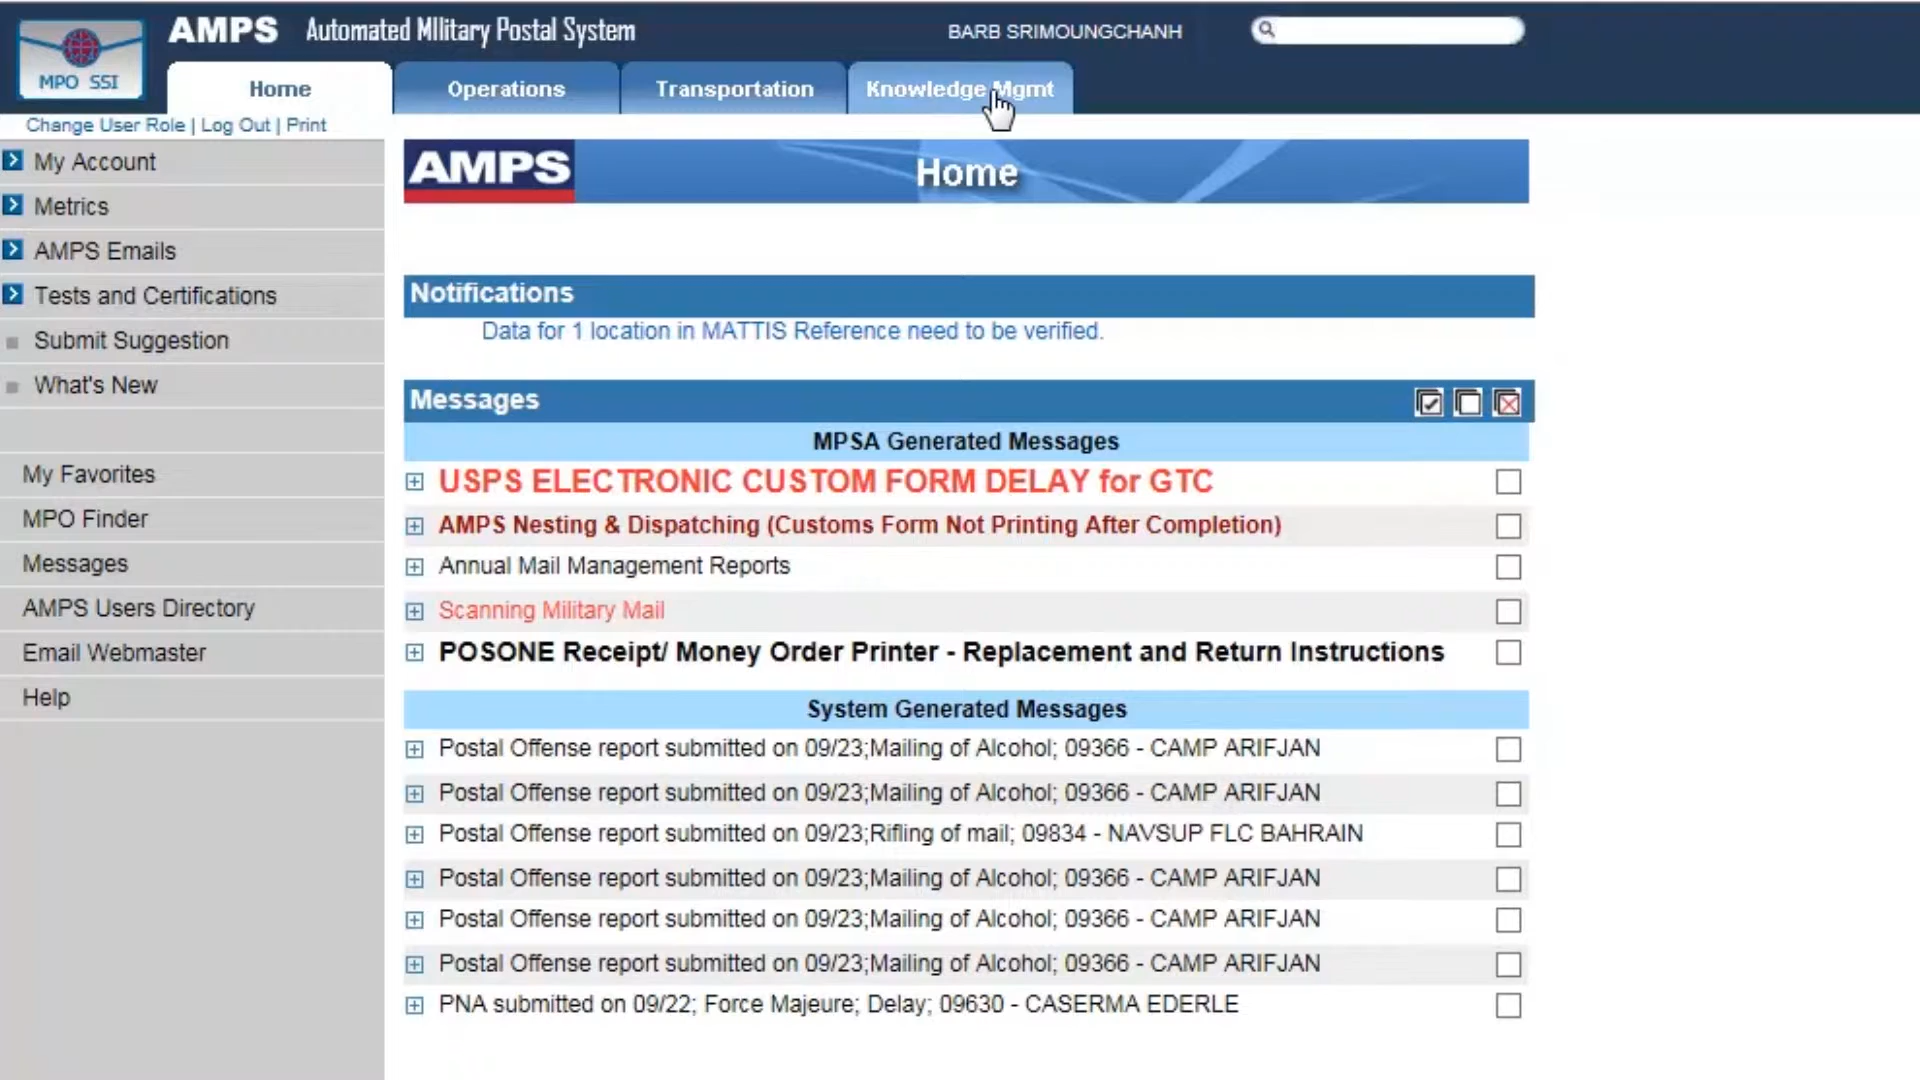 MPO SSI
AMPS Automated MIlitary Postal System
BARB SRIMOUNGCHANH
Home
Operations
Transportation
Knowledge Mgmt
Change User Role | Log Out | Print
My Account
Metrics
AMPS Emails
Tests and Certifications
Submit Suggestion
What's New
My Favorites
MPO Finder
Messages
AMPS Users Directory
Email Webmaster
Help
AMPS
Home
Notifications
Data for 1 location in MATTIS Reference need to be verified.
Messages
MPSA Generated Messages
USPS ELECTRONIC CUSTOM FORM DELAY for GTC
AMPS Nesting & Dispatching (Customs Form Not Printing After Completion)
Annual Mail Management Reports
Scanning Military Mail
POSONE Receipt/ Money Order Printer - Replacement and Return Instructions
System Generated Messages
Postal Offense report submitted on 09/23;Mailing of Alcohol; 09366 - CAMP ARIFJAN
Postal Offense report submitted on 09/23;Mailing of Alcohol; 09366 - CAMP ARIFJAN
Postal Offense report submitted on 09/23;Rifling of mail; 09834 - NAVSUP FLC BAHRAIN
Postal Offense report submitted on 09/23;Mailing of Alcohol; 09366 - CAMP ARIFJAN
Postal Offense report submitted on 09/23;Mailing of Alcohol; 09366 - CAMP ARIFJAN
Postal Offense report submitted on 09/23;Mailing of Alcohol; 09366 - CAMP ARIFJAN
PNA submitted on 09/22; Force Majeure; Delay; 09630 - CASERMA EDERLE